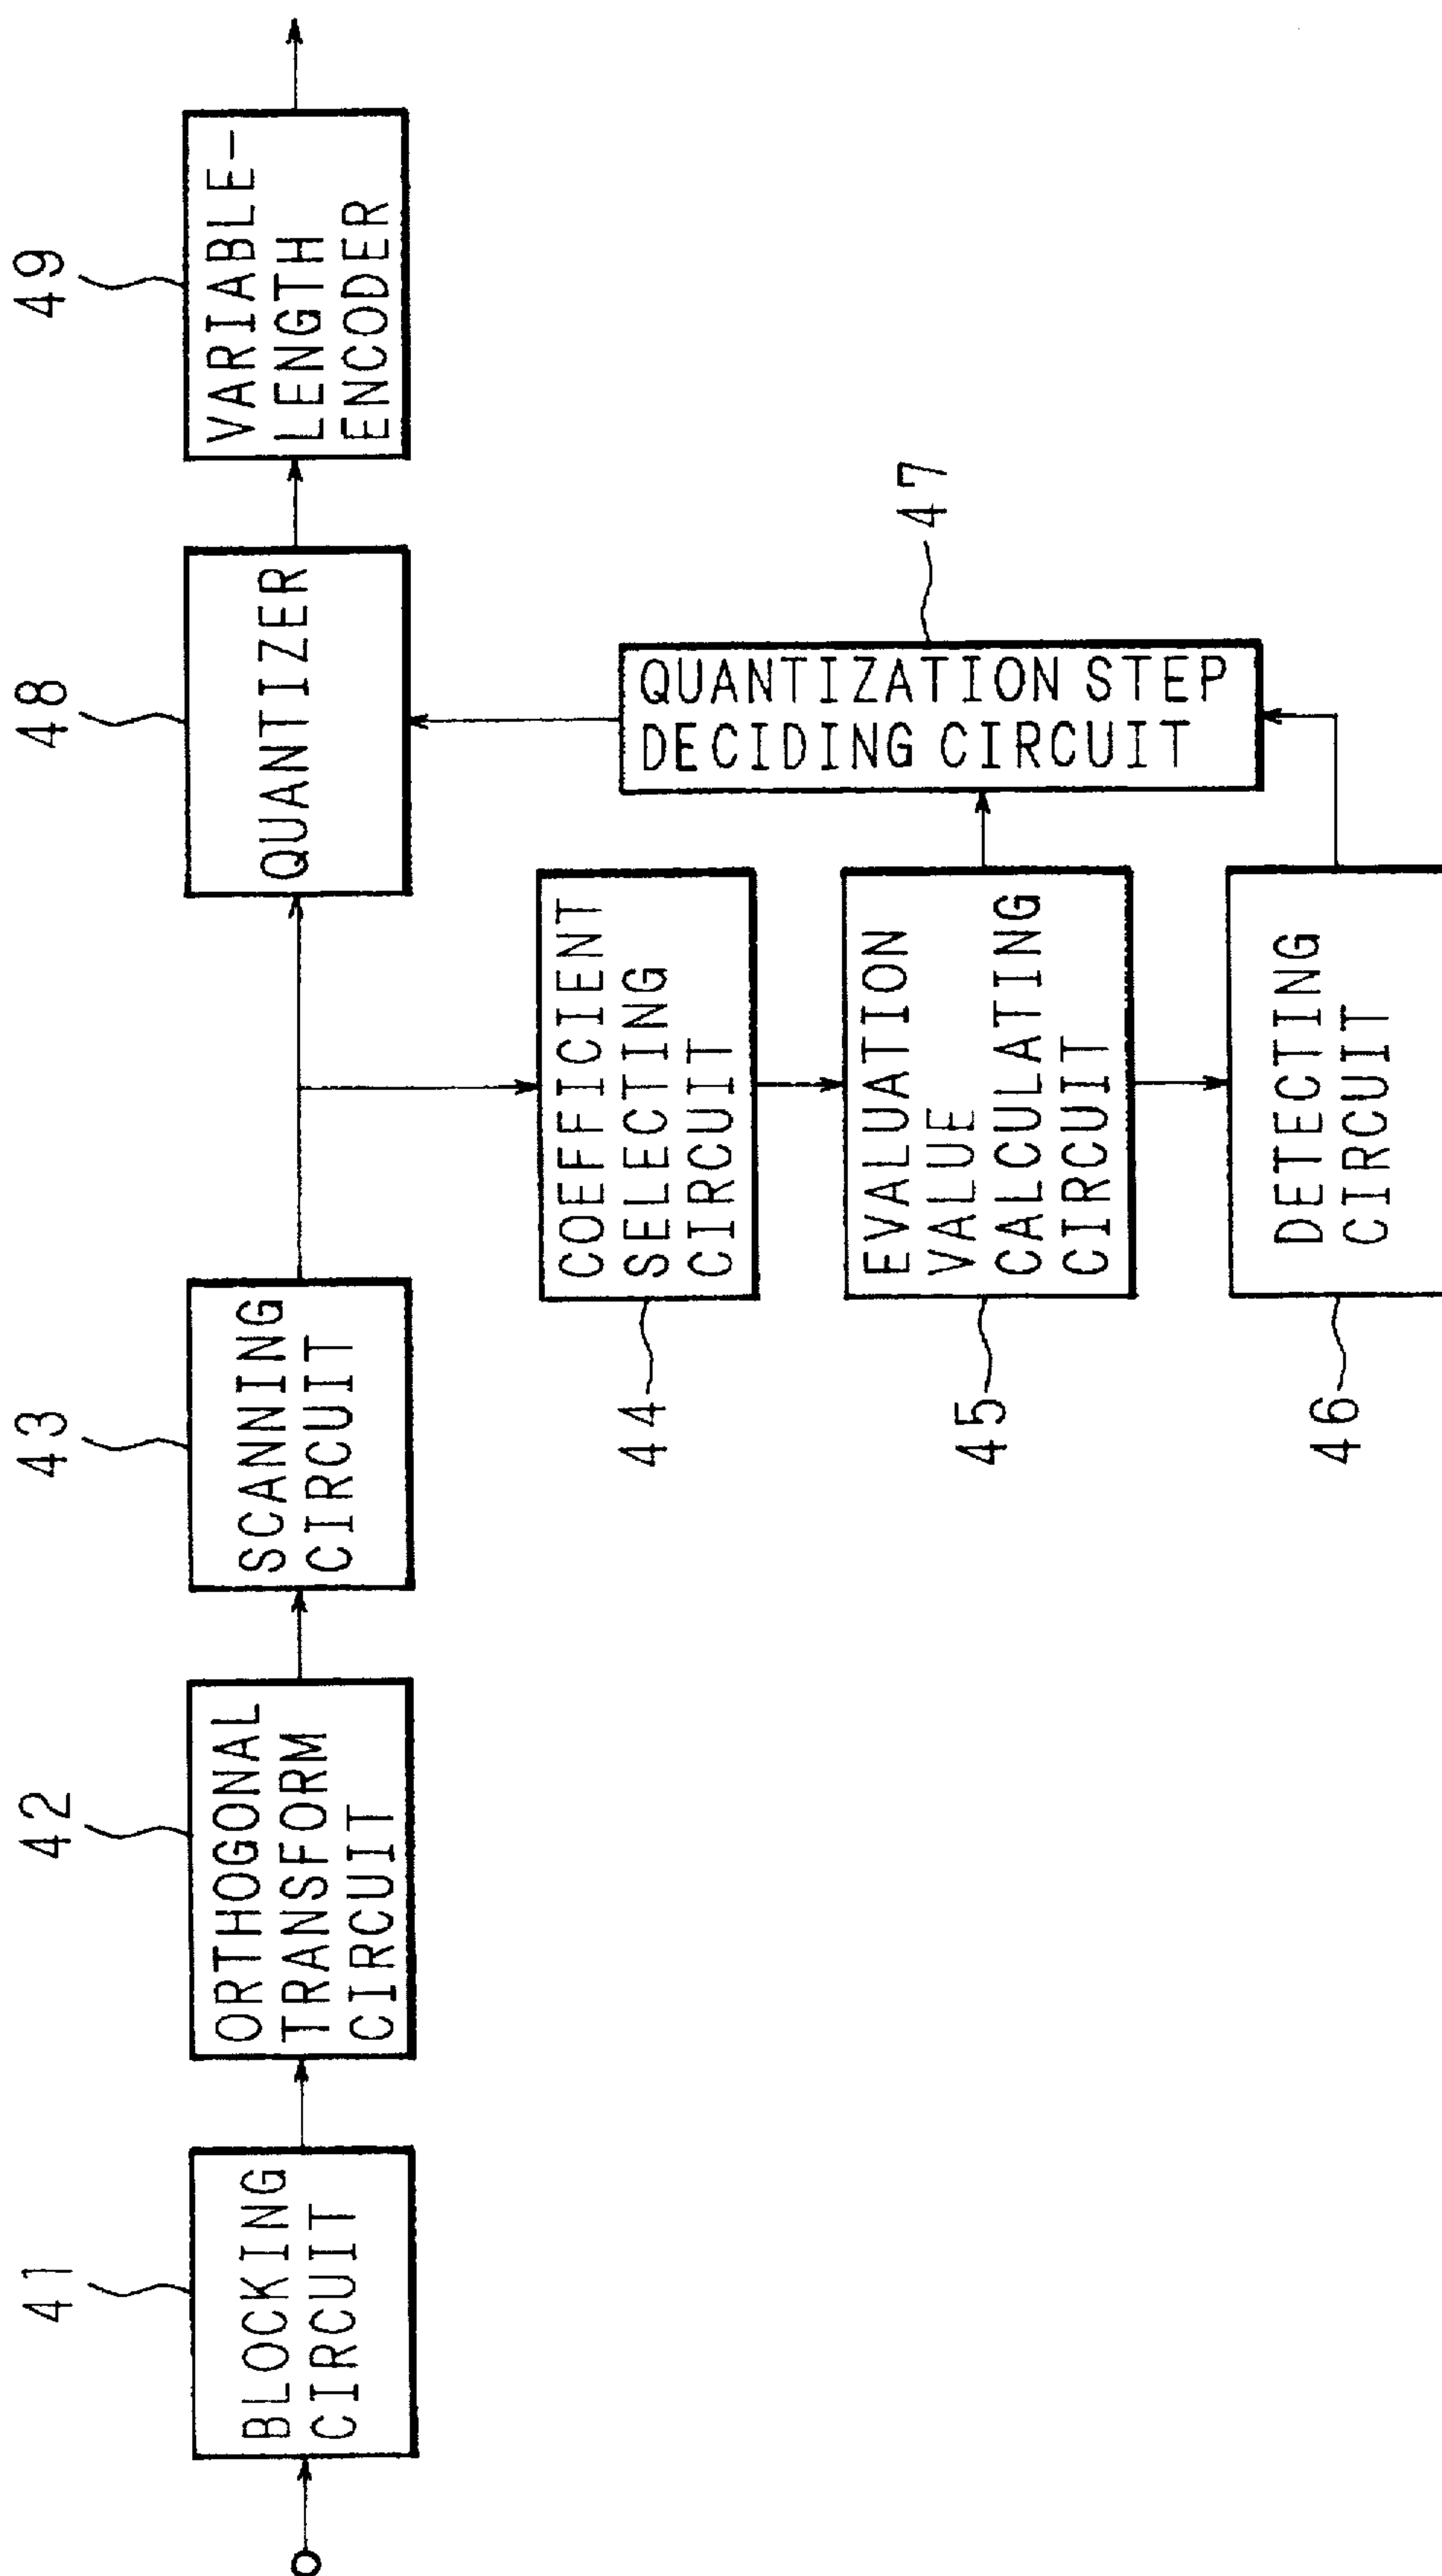 41
BLOCKING
CIRCUIT
42
ORTHOGONAL
TRANSFORM
CIRCUIT
43
SCANNING
CIRCUIT
48
QUANTIZER
49
VARIABLE-
LENGTH
ENCODER
44
COEFFICIENT
SELECTING
CIRCUIT
47
QUANTIZATION STEP
DECIDING CIRCUIT
45
EVALUATION
VALUE
CALCULATING
CIRCUIT
46
DETECTING
CIRCUIT